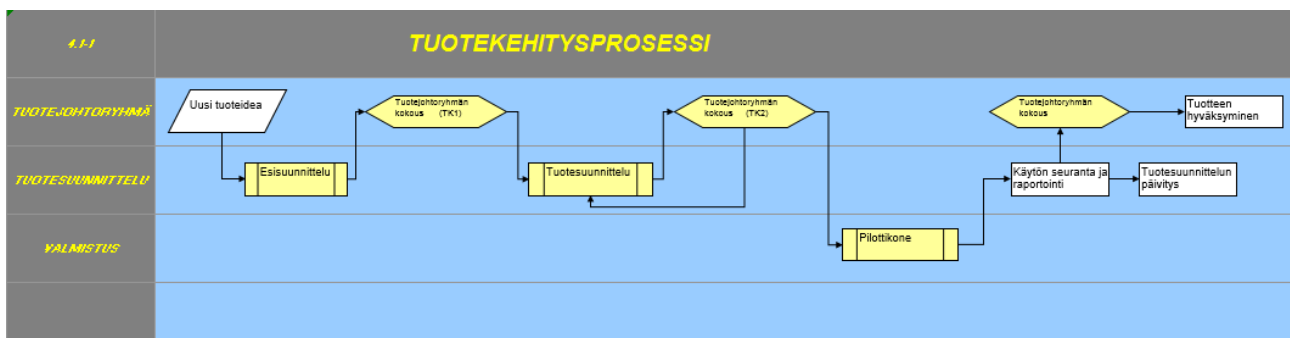 4.1-1
TUOTEKEHITYSPROSESSI
TUOTEJOHTORYHMÄ
Uusi tuoteidea
Tuotejohtoryhmän
kokous (TK1)
Tuotejohtoryhmän
kokous (TK2)
Tuotejohtoryhmän
kokous
Tuotteen
hyväksyminen
TUOTESUUNNITTELU
Esisuunnittelu
Tuotesuunnittelu
Käytön seuranta ja
raportointi
Tuotesuunnittelun
päivitys
VALMISTUS
Pilottikone